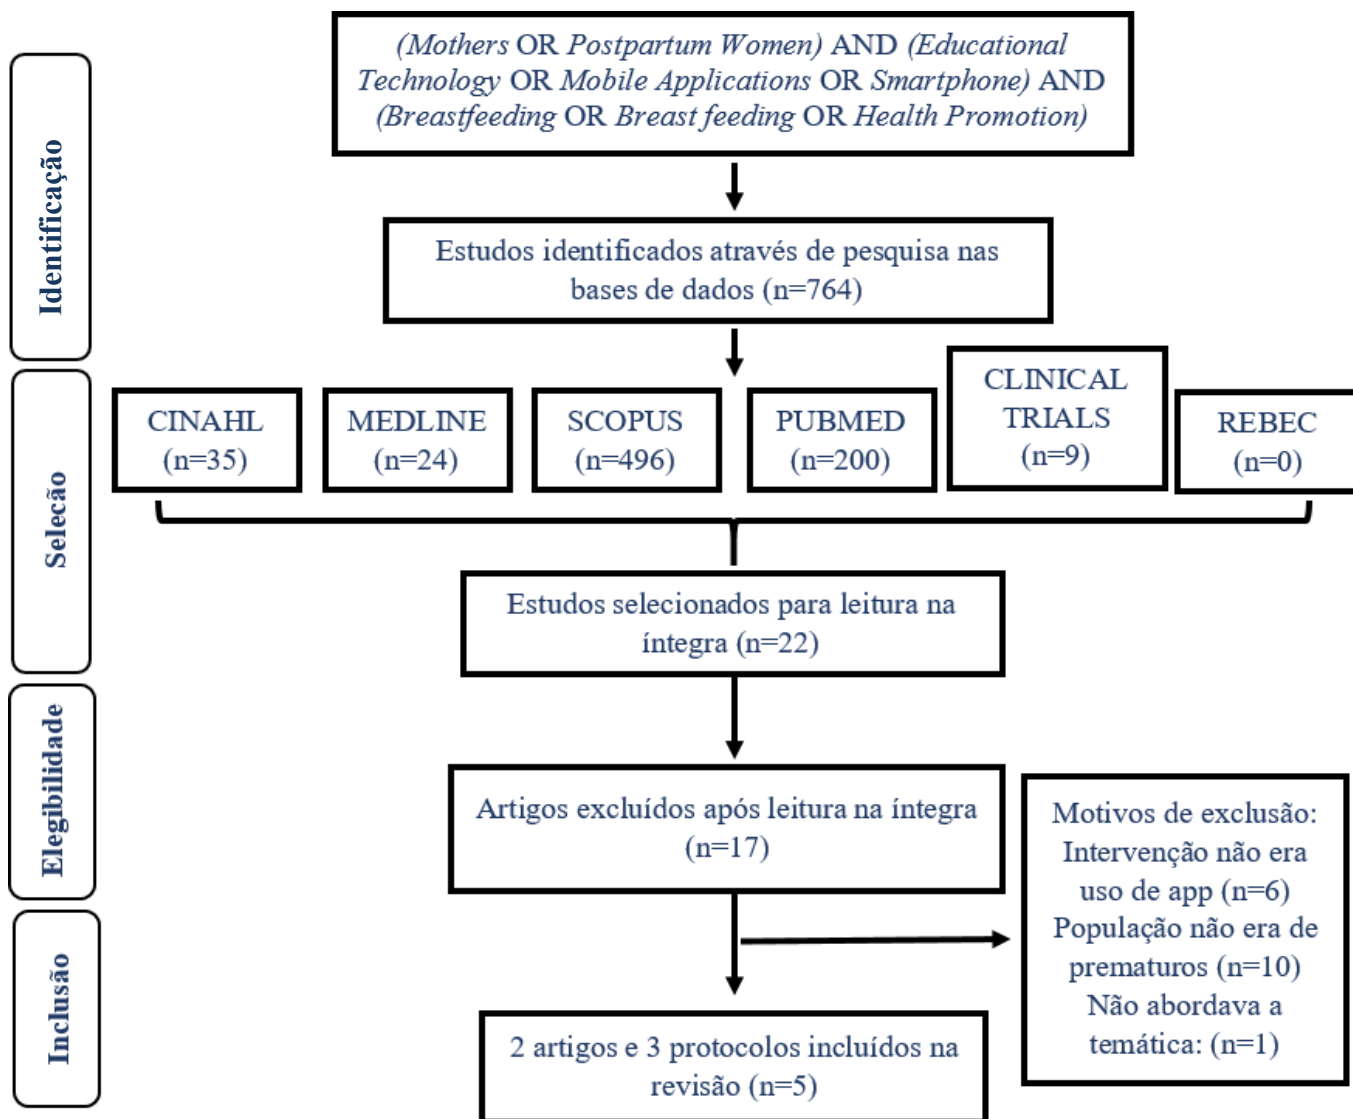 (Mothers OR Postpartum Women) AND (Educational
Technology OR Mobile Applications OR Smartphone) AND
(Breastfeeding OR Breast feeding OR Health Promotion)
Identificação
Estudos identificados através de pesquisa nas
bases de dados (n=764)
Selecão
CINAHL
(n=35)
MEDLINE
(n=24)
SCOPUS
(n=496)
PUBMED
(n=200)
CLINICAL
TRIALS
(n=9)
REBEC
(n=0)
Estudos selecionados para leitura na
íntegra (n=22)
Elegibilidade
Artigos excluídos após leitura na íntegra
(n=17)
Motivos de exclusão:
Intervenção não era
uso de app (n=6)
População não era de
prematuros (n=10)
Não abordava a
temática: (n=1)
Inclusão
2 artigos e 3 protocolos incluídos na
revisão (n=5)